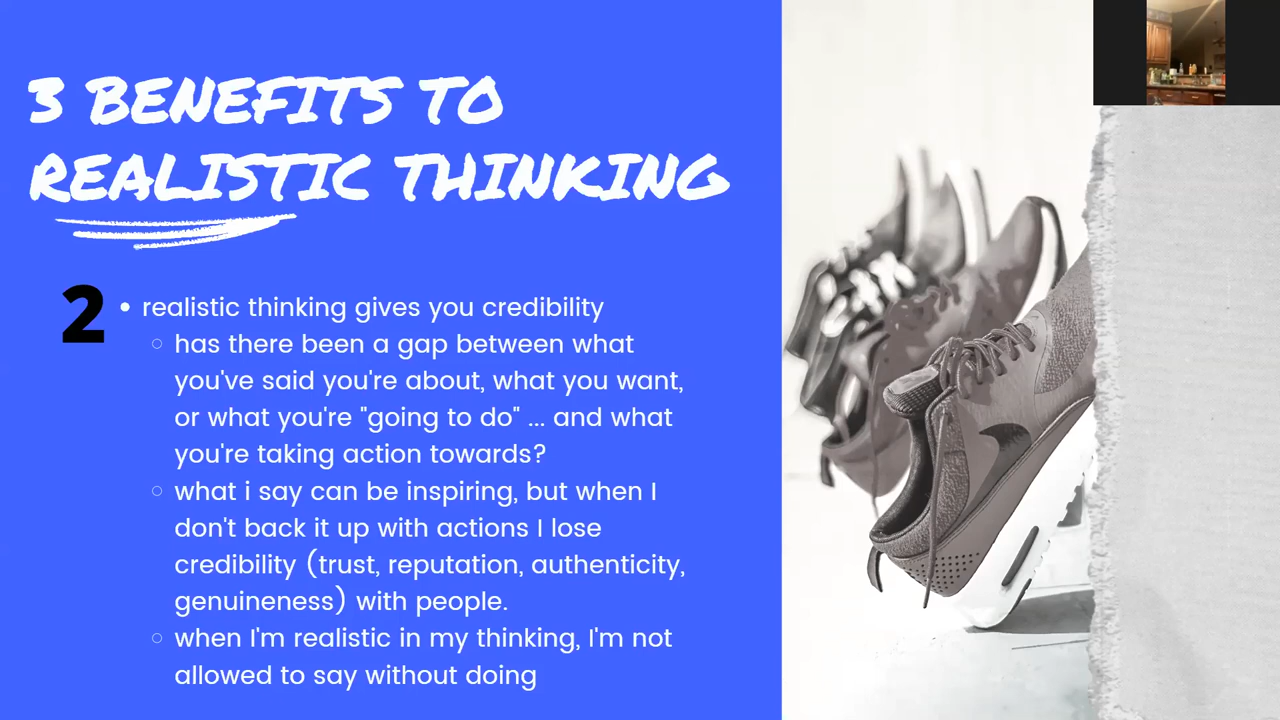 3 BENEFITS TO
REALISTIC THINKING
2
• realistic thinking gives you credibility
○ has there been a gap between what
you've said you're about, what you want,
or what you're "going to do" ... and what
you're taking action towards?
○ what i say can be inspiring, but when I
don't back it up with actions I lose
credibility (trust, reputation, authenticity,
genuineness) with people.
○ when I'm realistic in my thinking, I'm not
allowed to say without doing